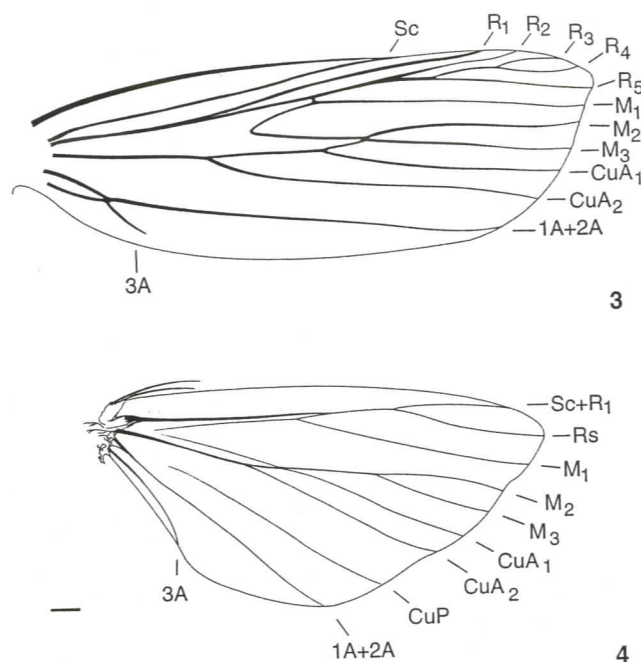 Sc
R1
R2
R3
R4
R5
M1
M2
M3
CuA1
CuA2
1A+2A
3A
3
Sc+R1
Rs
M1
M2
M3
CuA1
CuA2
CuP
1A+2A
3A
4